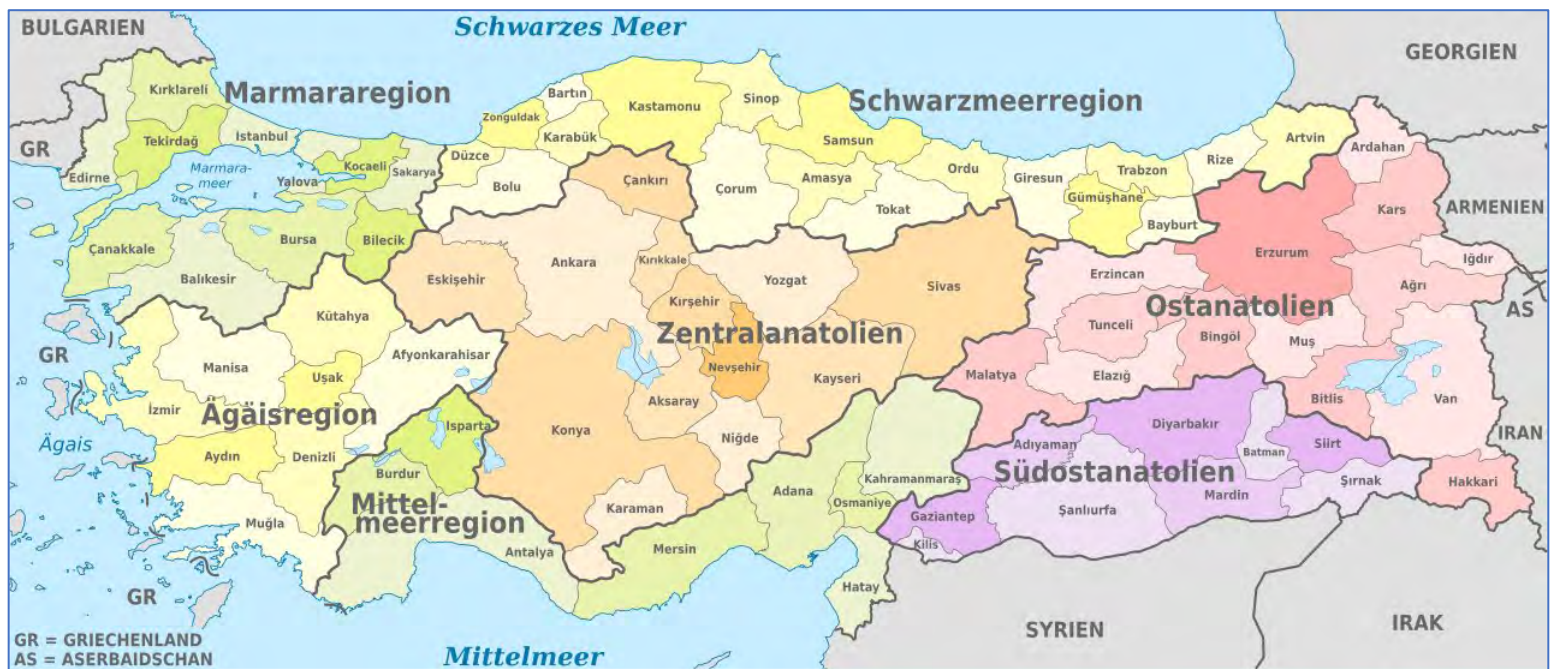 BULGARIEN
Schwarzes Meer
GEORGIEN
Kırklareli
Marmararegion
Bartın
Kastamonu
Sinop
Schwarzmeerregion
Zonguldak
Tekirdağ
Istanbul
Karabük
Samsun
Artvin
GR
Kocaeli
Düzce
Ardahan
Marmara-
meer
Edirne
Yalova
Sakarya
Bolu
Çankırı
Çorum
Amasya
Ordu
Giresun
Trabzon
Rize
Gümüşhane
Tokat
Bayburt
Kars
ARMENIEN
Çanakkale
Bursa
Bilecik
Balıkesir
Eskişehir
Ankara
Kırıkkale
Yozgat
Sivas
Erzincan
Erzurum
Iğdır
Ağrı
Kırşehir
Ostanatolien
AS
Kütahya
Zentralanatolien
Tunceli
Bingöl
Muş
GR
Manisa
Afyonkarahisar
Uşak
Nevşehir
Kayseri
Malatya
Elazığ
Bitlis
Van
İzmir
Ägäisregion
Isparta
Konya
Aksaray
Niğde
Diyarbakır
Ägais
Adıyaman
Batman
Siirt
IRAN
Aydın
Denizli
Burdur
Südostanatolien
Kahramanmaraş
Adana
Osmaniye
Mardin
Şırnak
Hakkari
Mittel-
meerregion
Muğla
Karaman
Gaziantep
Şanlıurfa
Antalya
Mersin
Kilis
Hatay
GR
SYRIEN
IRAK
GR = GRIECHENLAND
AS = ASERBAIDSCHAN
Mittelmeer